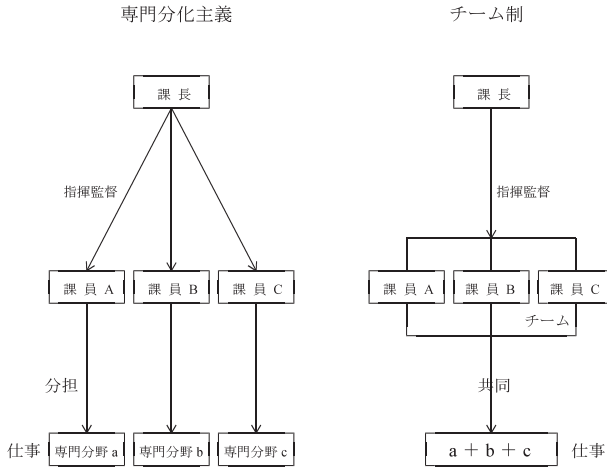 専門分化主義
チーム制
課 長
課 長
指揮監督
指揮監督
課 員 A
課 員 B
課 員 C
課 員 A
課 員 B
課 員 C
チーム
分担
共同
仕事
専門分野 a
専門分野 b
専門分野 c
a + b + c
仕事